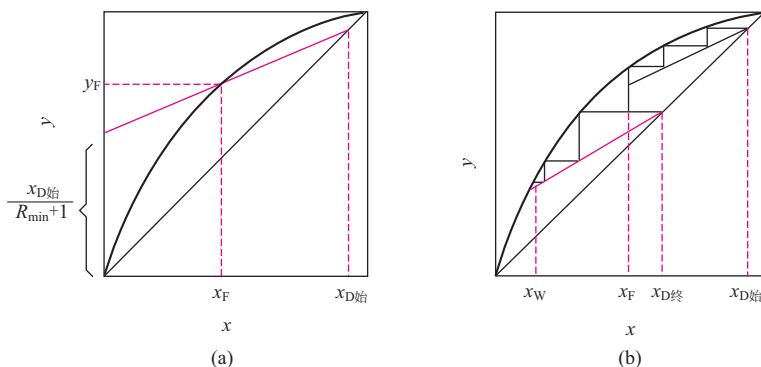 y_F
y
x_D始
R_min+1
x_F
x_D始
x
(a)
y
x_W
x_F
x_D终
x_D始
x
(b)